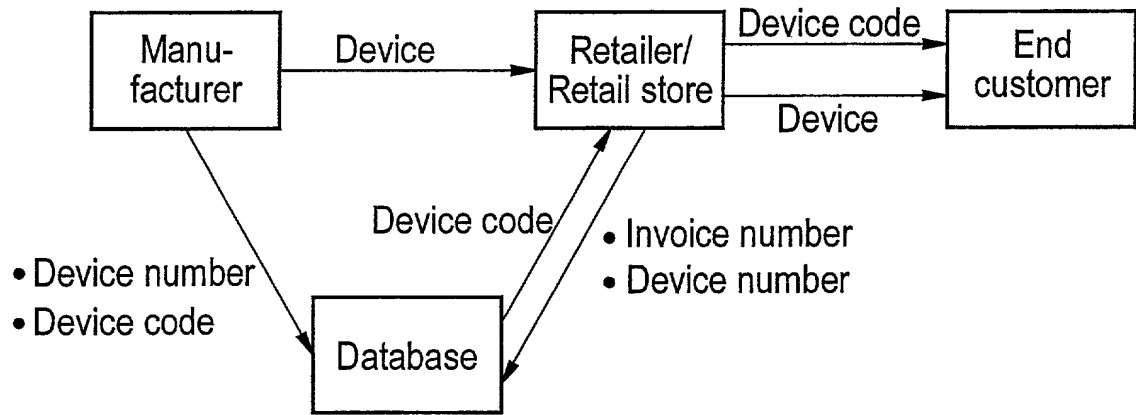 Manu-
facturer
Device
Retailer/
Retail store
Device code
Device
End
customer
Device code
• Invoice number
• Device number
• Device number
• Device code
Database